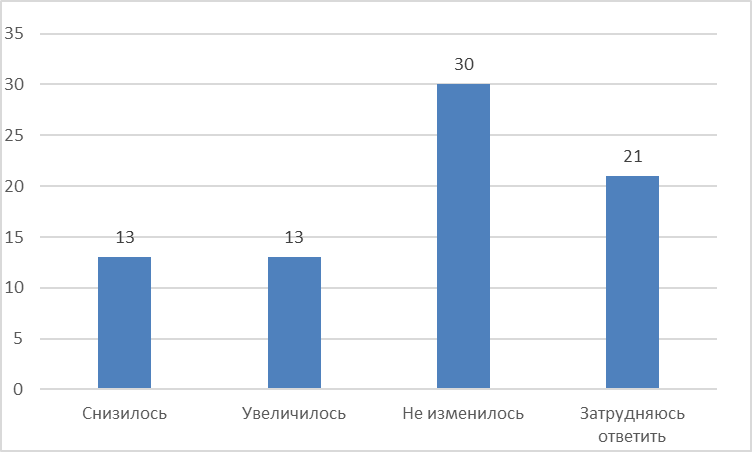 35
30
25
20
15
10
5
0
13
13
30
21
Снизилось
Увеличилось
Не изменилось
Затрудняюсь
ответить